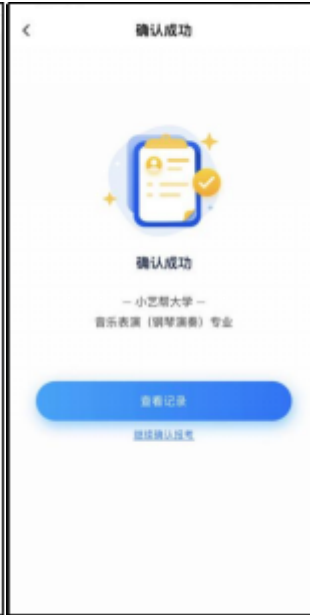 确认成功
确认成功
— 小艺帮大学 —
音乐表演（钢琴演奏）专业
查看记录
继续确认报考